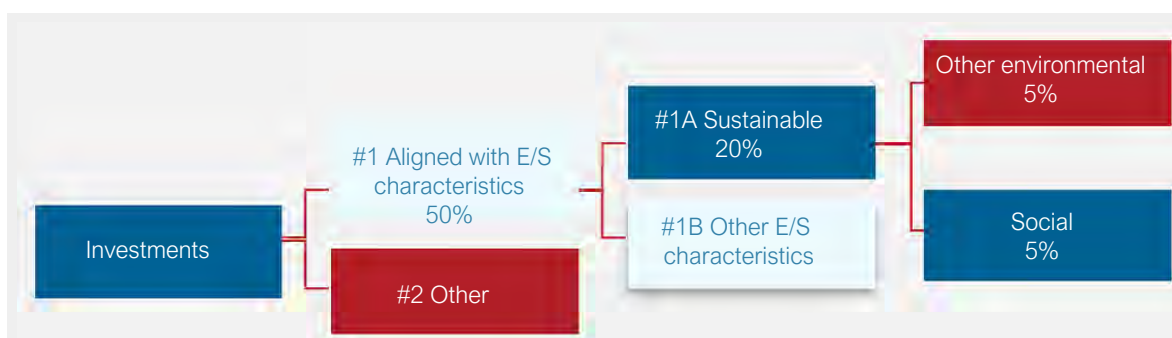 Investments
#1 Aligned with E/S
characteristics
50%
#2 Other
#1A Sustainable
20%
#1B Other E/S
characteristics
Other environmental
5%
Social
5%